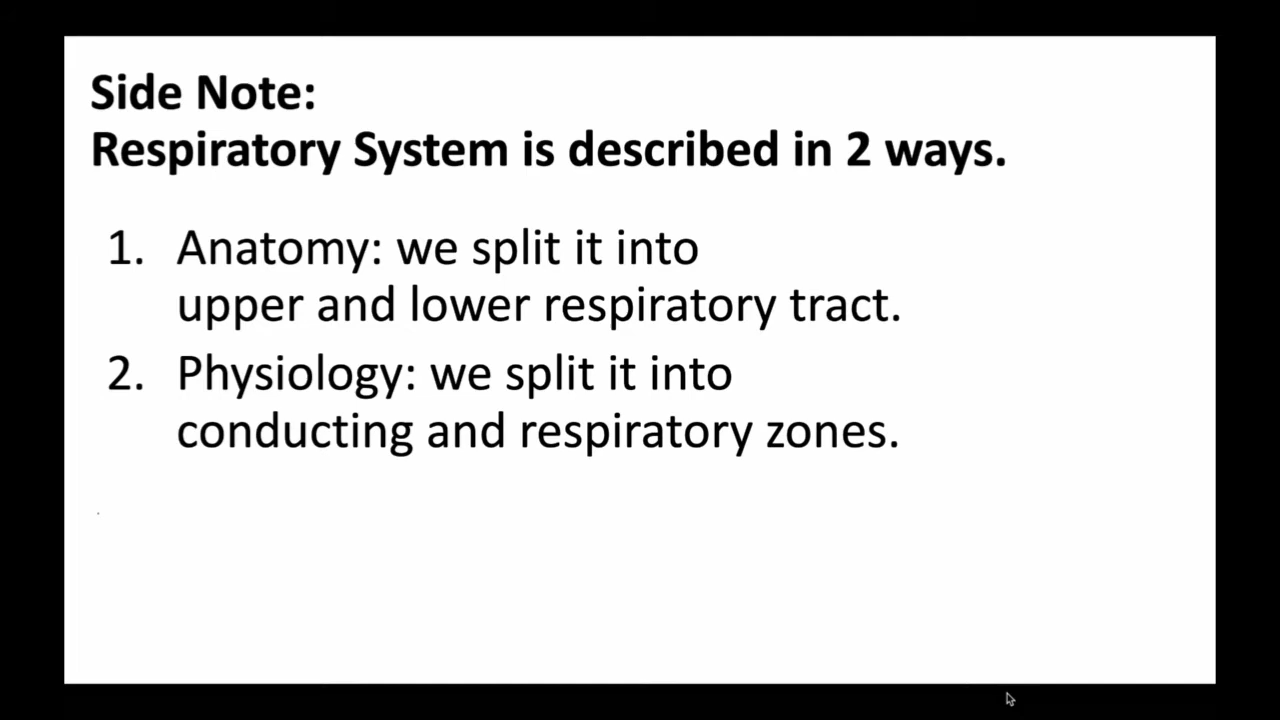 Side Note:
Respiratory System is described in 2 ways.
1. Anatomy: we split it into
upper and lower respiratory tract.
2. Physiology: we split it into
conducting and respiratory zones.